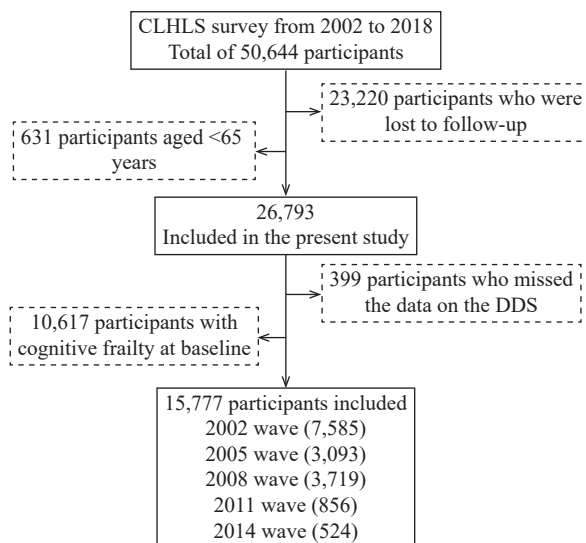 CLHLS survey from 2002 to 2018
Total of 50,644 participants
23,220 participants who were
lost to follow-up
631 participants aged <65
years
26,793
Included in the present study
399 participants who missed
the data on the DDS
10,617 participants with
cognitive frailty at baseline
15,777 participants included
2002 wave (7,585)
2005 wave (3,093)
2008 wave (3,719)
2011 wave (856)
2014 wave (524)